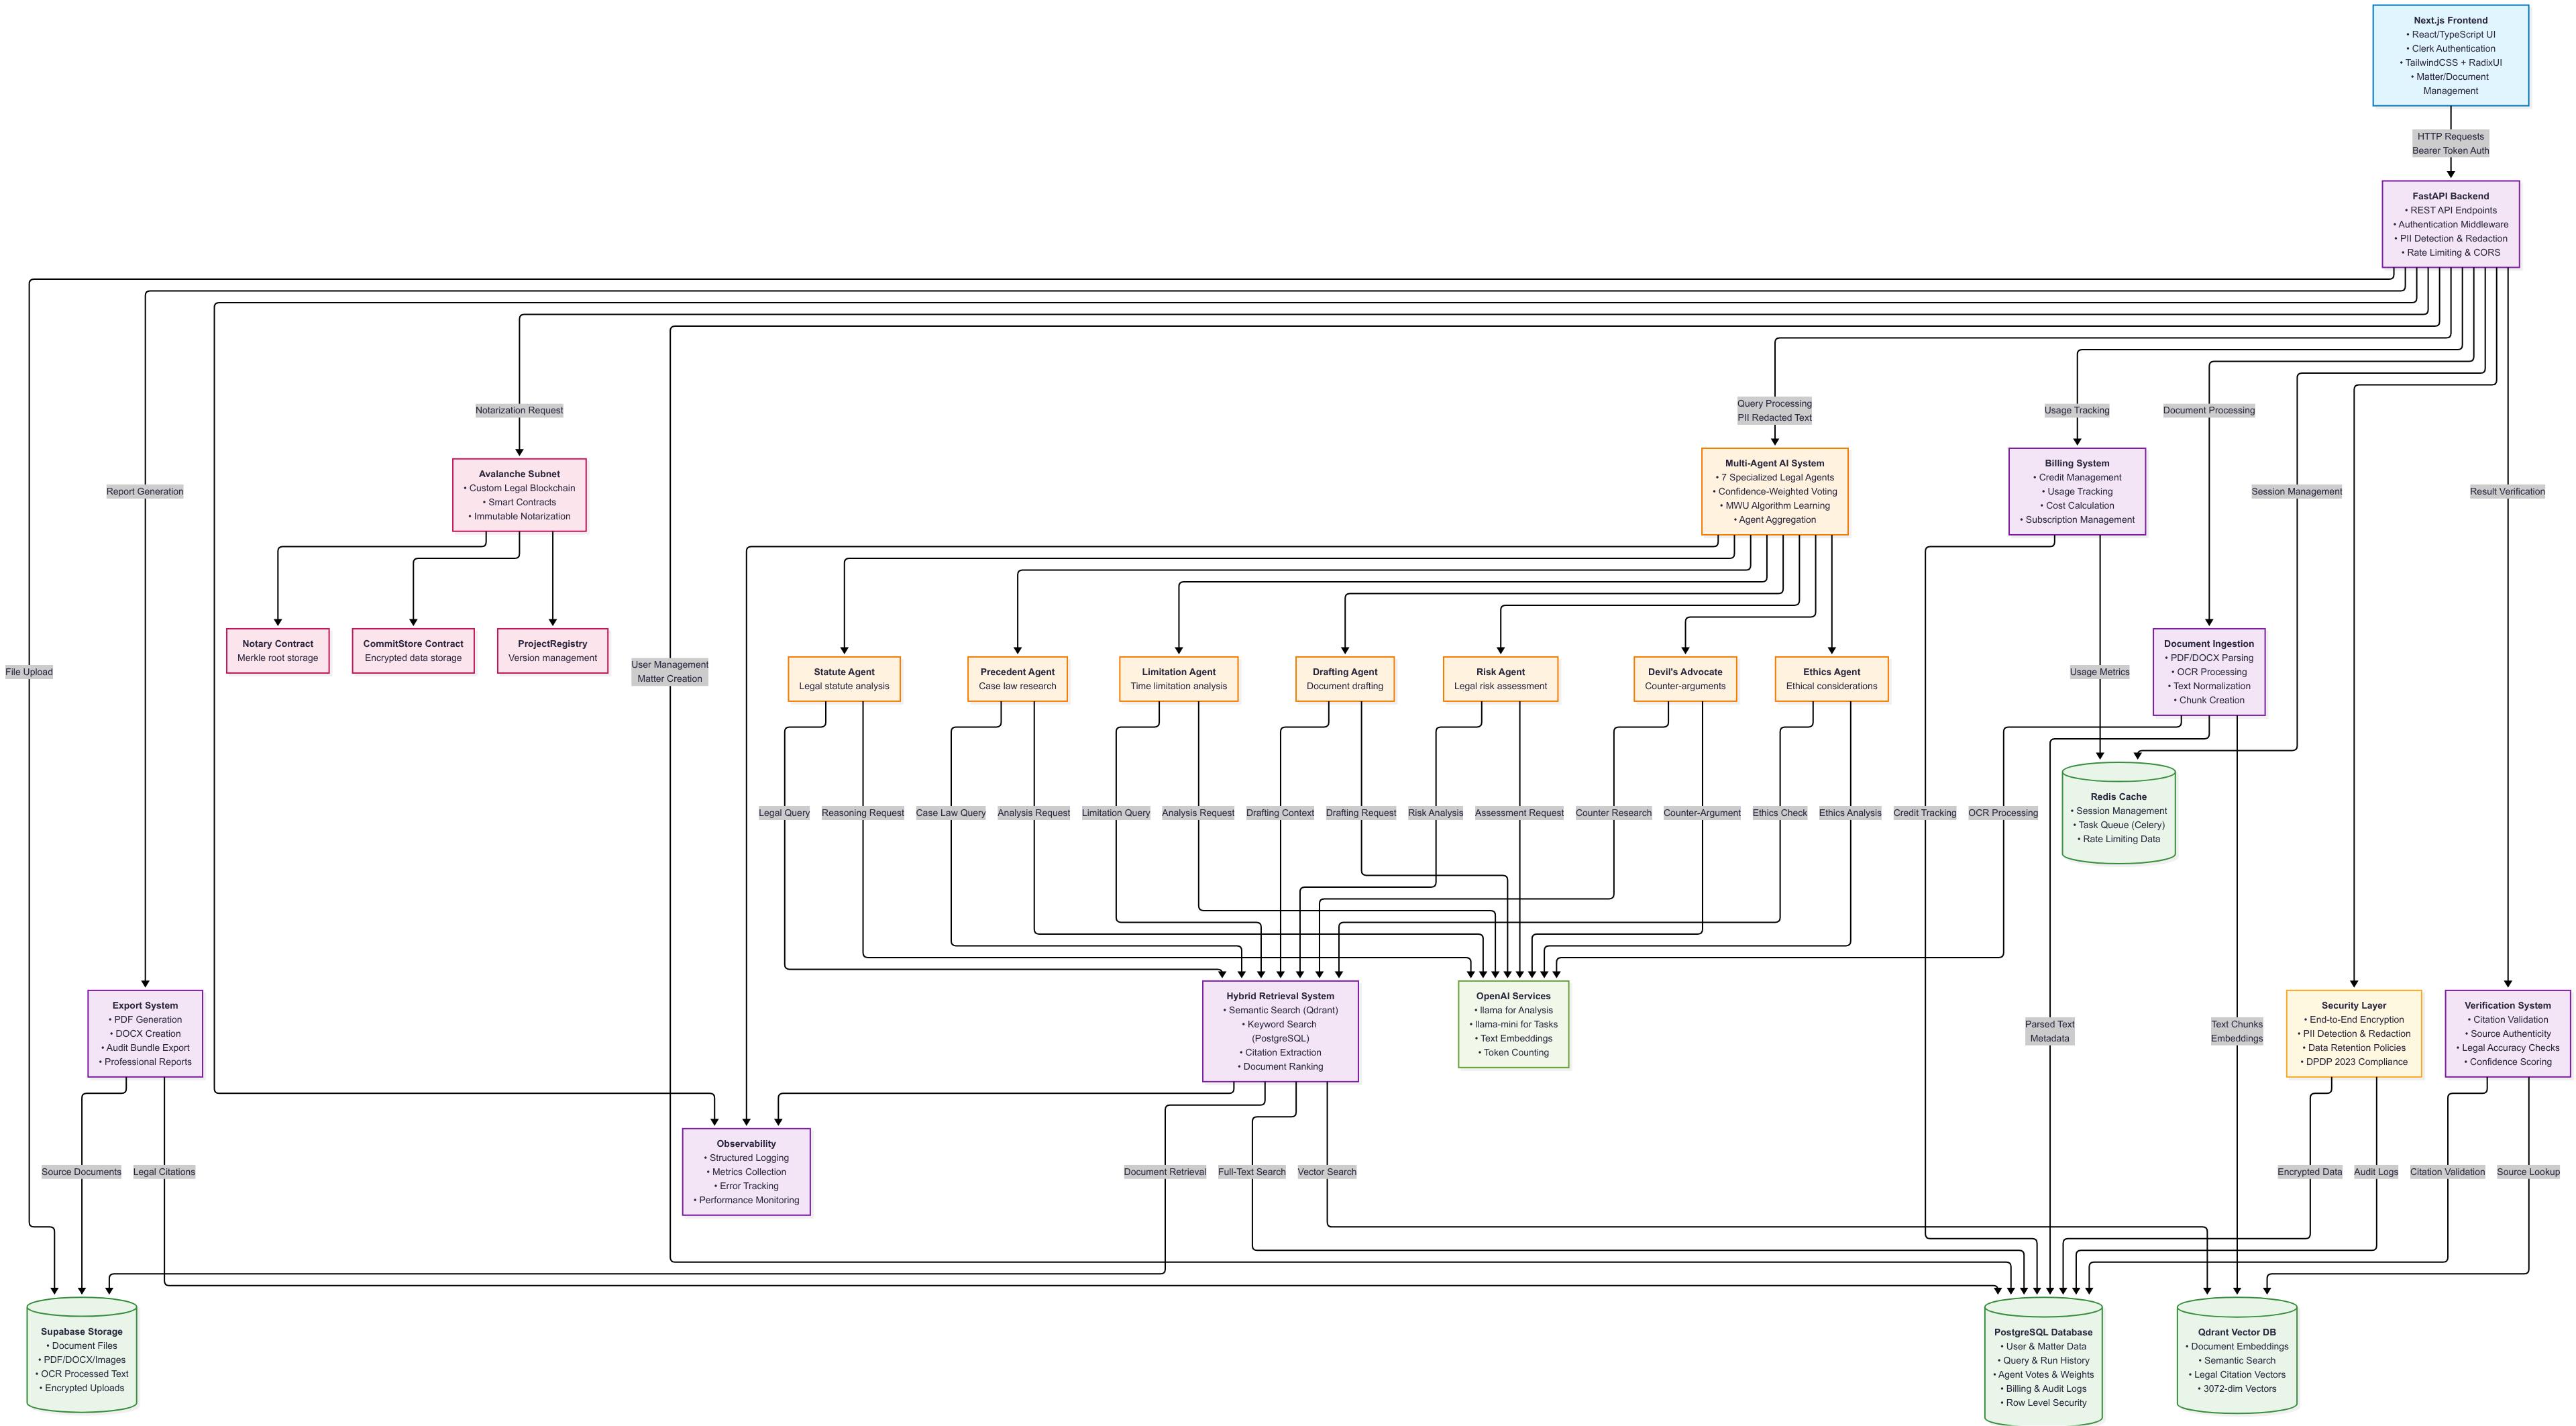 Next.js Frontend
• React/TypeScript UI
• Clerk Authentication
• TailwindCSS + RadixUI
• Matter/Document
Management
HTTP Requests
Bearer Token Auth
FastAPI Backend
• REST API Endpoints
• Authentication Middleware
• PII Detection & Redaction
• Rate Limiting & CORS
Notarization Request
Query Processing
PII Redacted Text
Usage Tracking
Document Processing
Report Generation
Session Management
Result Verification
Avalanche Subnet
• Custom Legal Blockchain
• Smart Contracts
• Immutable Notarization
Multi-Agent AI System
• 7 Specialized Legal Agents
• Confidence-Weighted Voting
• MWU Algorithm Learning
• Agent Aggregation
Billing System
• Credit Management
• Usage Tracking
• Cost Calculation
• Subscription Management
File Upload
Notary Contract
Merkle root storage
CommitStore Contract
Encrypted data storage
ProjectRegistry
Version management
User Management
Matter Creation
Statute Agent
Legal statute analysis
Precedent Agent
Case law research
Limitation Agent
Time limitation analysis
Drafting Agent
Document drafting
Risk Agent
Legal risk assessment
Devil's Advocate
Counter-arguments
Ethics Agent
Ethical considerations
Usage Metrics
Document Ingestion
• PDF/DOCX Parsing
• OCR Processing
• Text Normalization
• Chunk Creation
Legal Query
Reasoning Request
Case Law Query
Analysis Request
Limitation Query
Analysis Request
Drafting Context
Drafting Request
Risk Analysis
Assessment Request
Counter Research
Counter-Argument
Ethics Check
Ethics Analysis
Credit Tracking
OCR Processing
Redis Cache
• Session Management
• Task Queue (Celery)
• Rate Limiting Data
Export System
• PDF Generation
• DOCX Creation
• Audit Bundle Export
• Professional Reports
Hybrid Retrieval System
• Semantic Search (Qdrant)
• Keyword Search
(PostgreSQL)
• Citation Extraction
• Document Ranking
OpenAI Services
• llama for Analysis
• llama-mini for Tasks
• Text Embeddings
• Token Counting
Parsed Text
Metadata
Text Chunks
Embeddings
Security Layer
• End-to-End Encryption
• PII Detection & Redaction
• Data Retention Policies
• DPDP 2023 Compliance
Verification System
• Citation Validation
• Source Authenticity
• Legal Accuracy Checks
• Confidence Scoring
Source Documents
Legal Citations
Observability
• Structured Logging
• Metrics Collection
• Error Tracking
• Performance Monitoring
Document Retrieval
Full-Text Search
Vector Search
Encrypted Data
Audit Logs
Citation Validation
Source Lookup
Supabase Storage
• Document Files
• PDF/DOCX/Images
• OCR Processed Text
• Encrypted Uploads
PostgreSQL Database
• User & Matter Data
• Query & Run History
• Agent Votes & Weights
• Billing & Audit Logs
• Row Level Security
Qdrant Vector DB
• Document Embeddings
• Semantic Search
• Legal Citation Vectors
• 3072-dim Vectors